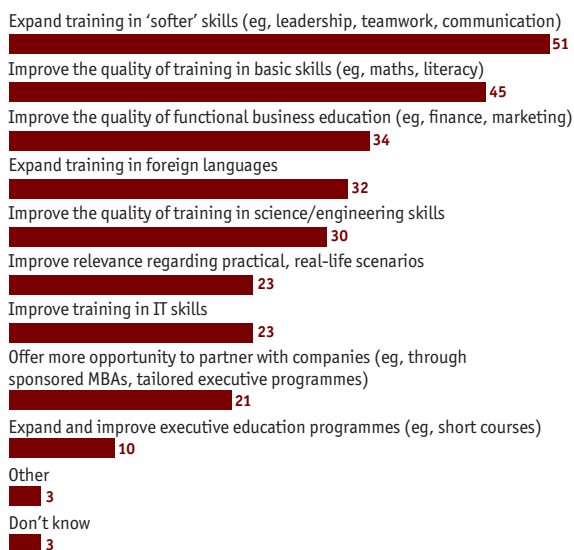 Expand training in ‘softer’ skills (eg, leadership, teamwork, communication)
51
Improve the quality of training in basic skills (eg, maths, literacy)
45
Improve the quality of functional business education (eg, finance, marketing)
34
Expand training in foreign languages
32
Improve the quality of training in science/engineering skills
30
Improve relevance regarding practical, real-life scenarios
23
Improve training in IT skills
23
Offer more opportunity to partner with companies (eg, through
sponsored MBAs, tailored executive programmes)
21
Expand and improve executive education programmes (eg, short courses)
10
Other
3
Don’t know
3